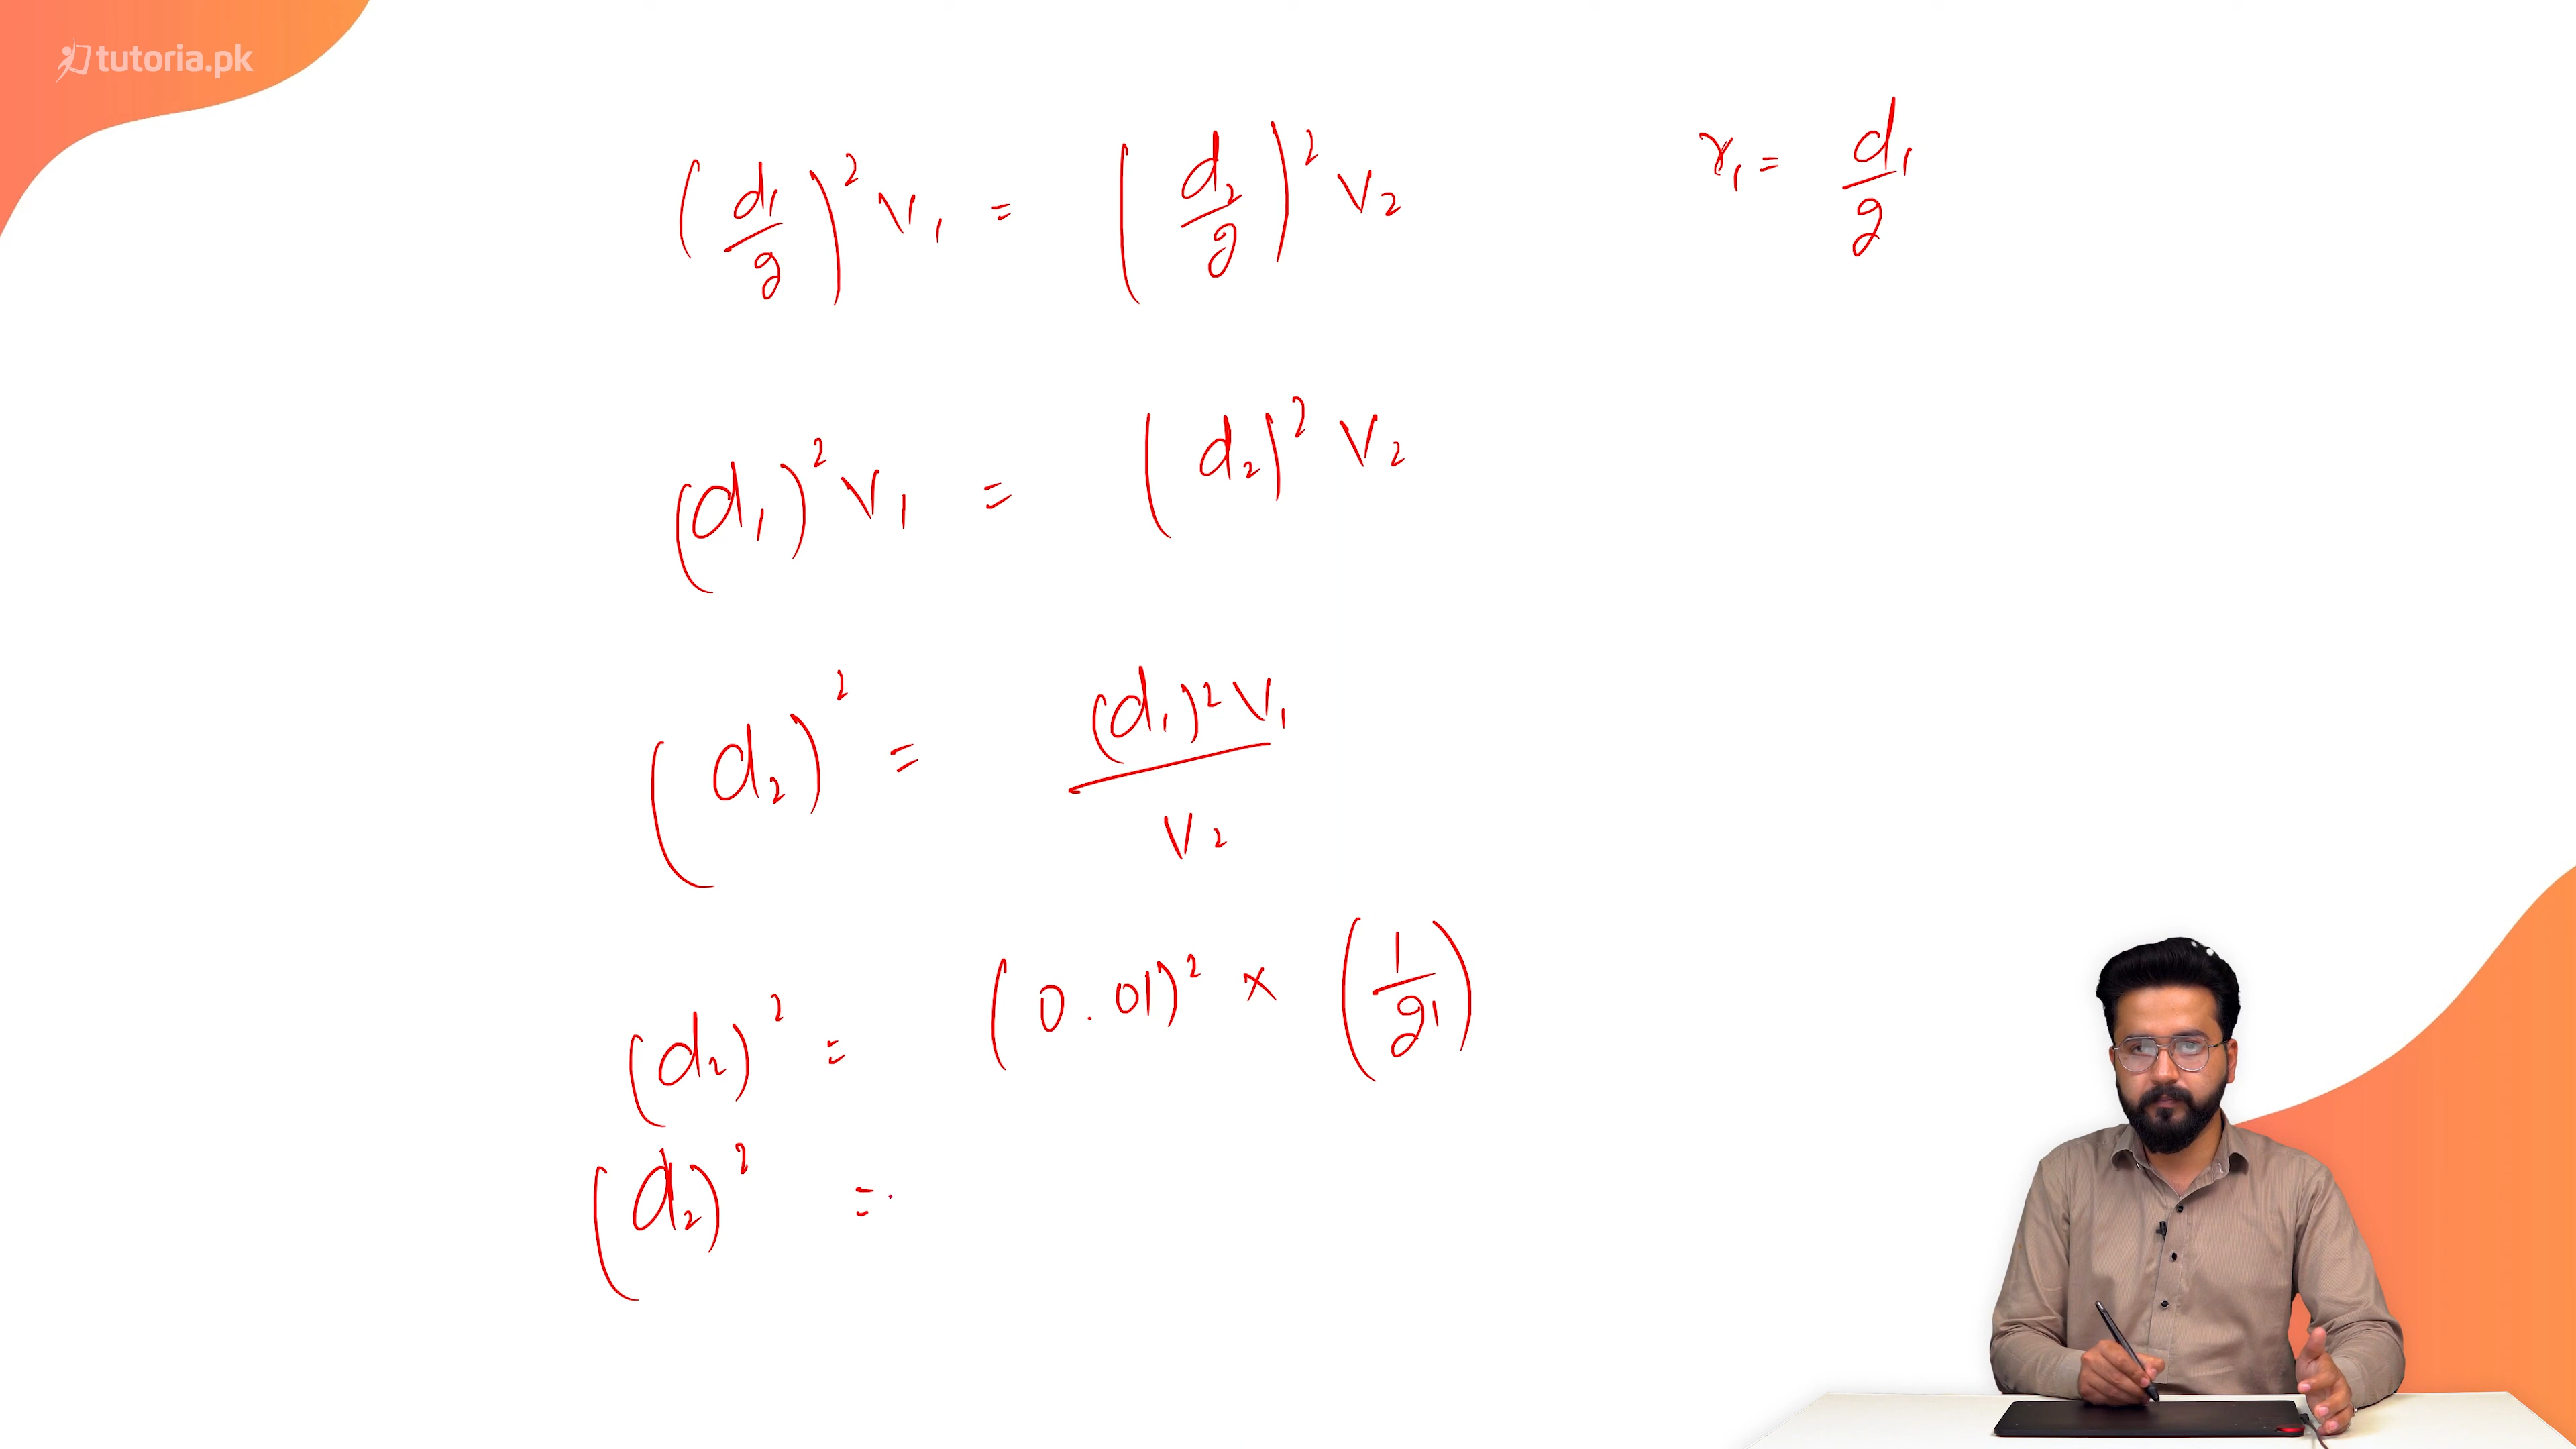 tutoria.pk
(d₁/2)² v₁ = (d₂/2)² v₂
r₁ = d₁/2
(d₁)² v₁ = (d₂)² v₂
(d₂)² = (d₁)² v₁ / v₂
(d₂)² = (0.01)² × (1/21)
(d₂)² =